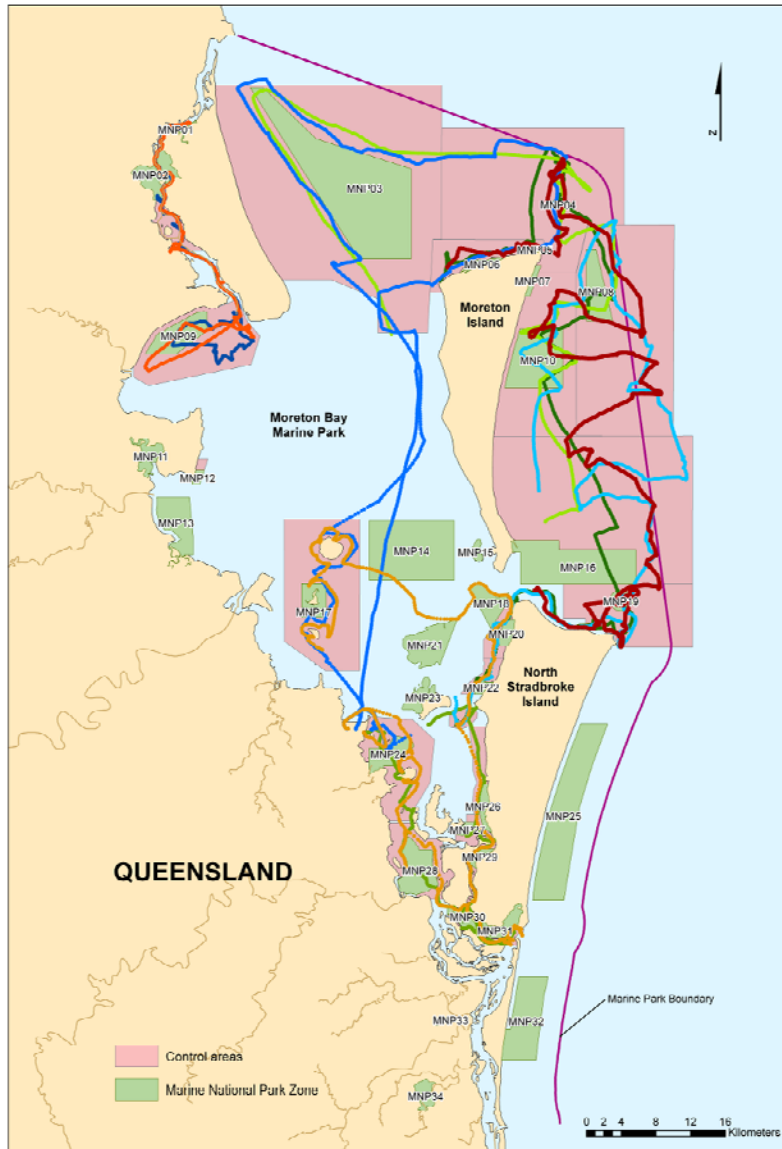 MNP01
MNP02
MNP03
MNP04
MNP05
MNP06
MNP07
Moreton
Island
MNP08
MNP09
MNP10
Moreton Bay
Marine Park
MNP11
MNP12
MNP13
MNP14
MNP15
MNP16
MNP17
MNP18
MNP19
MNP20
MNP21
MNP22
North
Stradbroke
Island
MNP23
MNP24
MNP25
MNP26
MNP27
MNP28
MNP29
QUEENSLAND
MNP30
MNP31
MNP32
MNP33
MNP34
Marine Park Boundary
Control areas
Marine National Park Zone
N
0 2 4 8 12 16
Kilometers